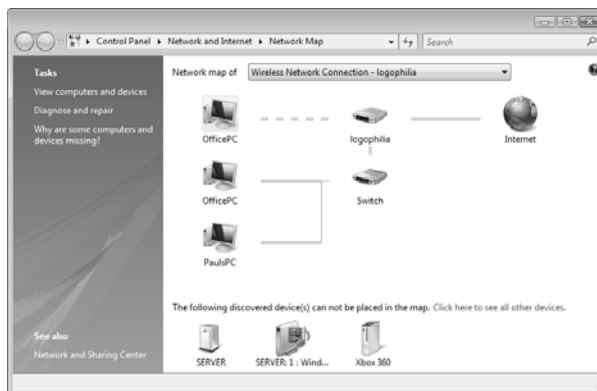 Control Panel ▸ Network and Internet ▸ Network Map
Search
Tasks
View computers and devices
Diagnose and repair
Why are some computers and
devices missing?
Network map of
Wireless Network Connection - logophilia
OfficePC
logophilia
Internet
OfficePC
Switch
PaulsPC
The following discovered device(s) can not be placed in the map. Click here to see all other devices.
SERVER
SERVER: 1 : Wind...
Xbox 360
See also
Network and Sharing Center